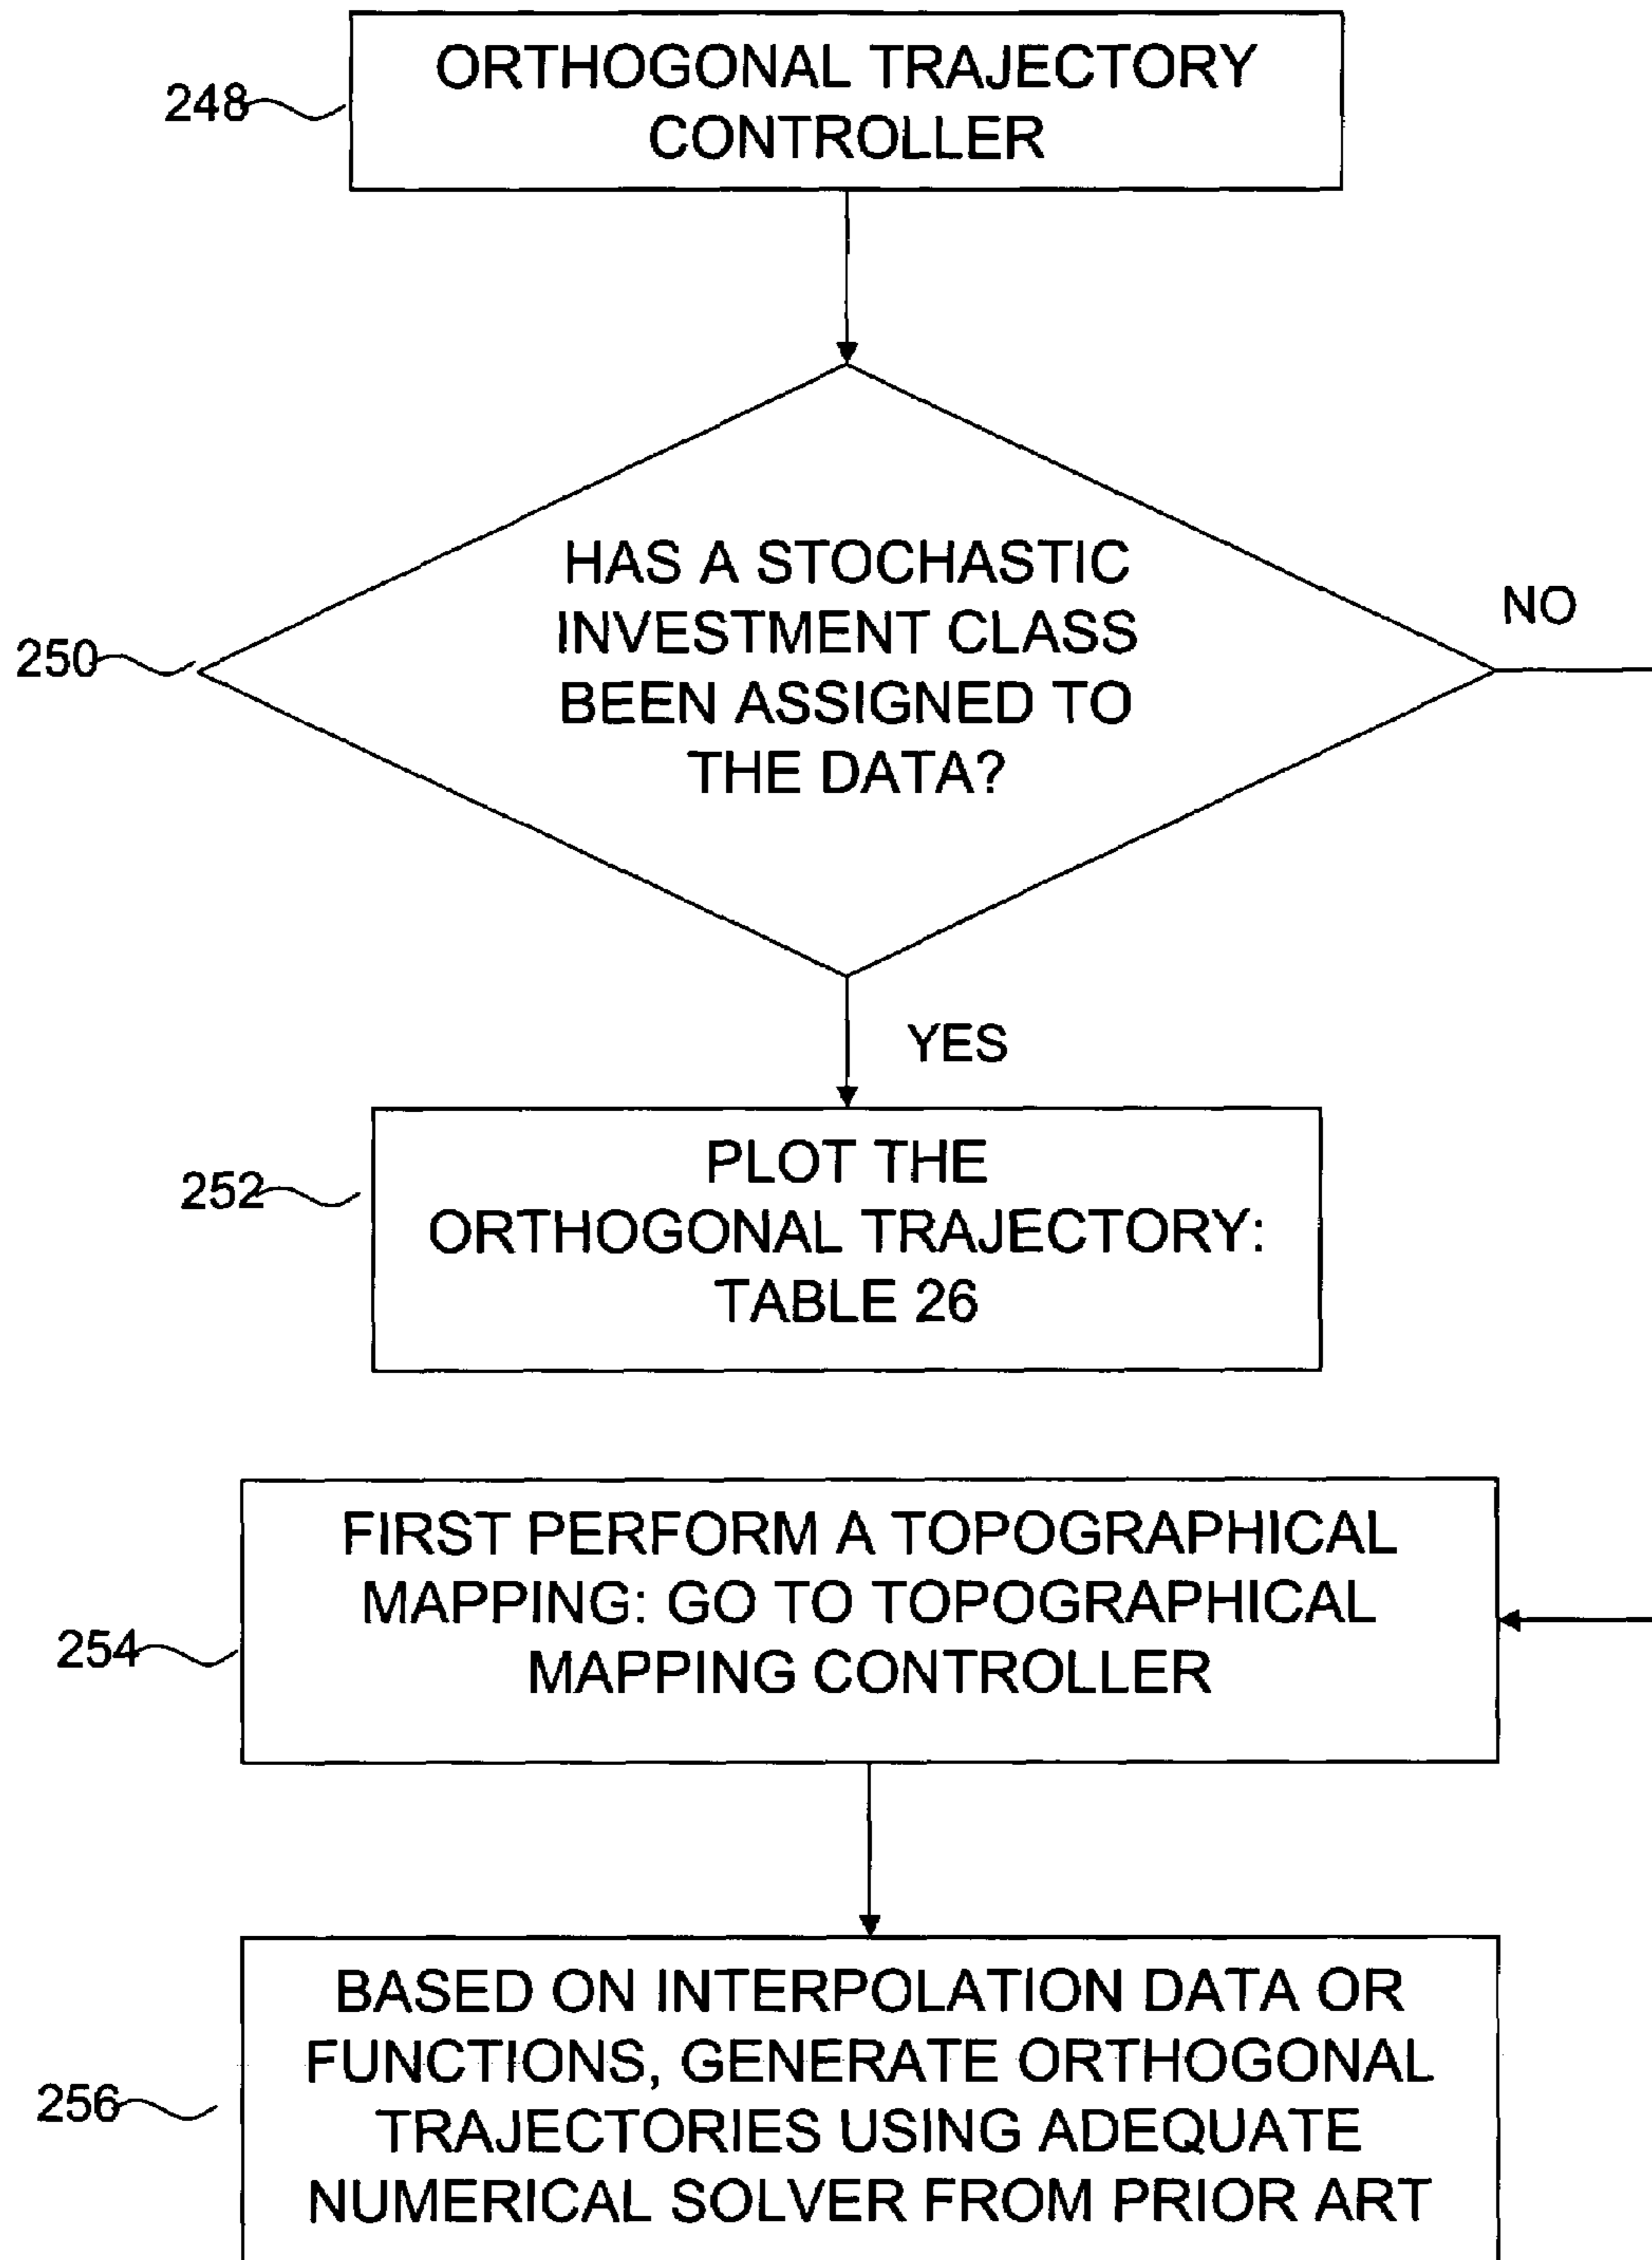 248
ORTHOGONAL TRAJECTORY
CONTROLLER
250
HAS A STOCHASTIC
INVESTMENT CLASS
BEEN ASSIGNED TO
THE DATA?
NO
YES
252
PLOT THE
ORTHOGONAL TRAJECTORY:
TABLE 26
254
FIRST PERFORM A TOPOGRAPHICAL
MAPPING: GO TO TOPOGRAPHICAL
MAPPING CONTROLLER
256
BASED ON INTERPOLATION DATA OR
FUNCTIONS, GENERATE ORTHOGONAL
TRAJECTORIES USING ADEQUATE
NUMERICAL SOLVER FROM PRIOR ART